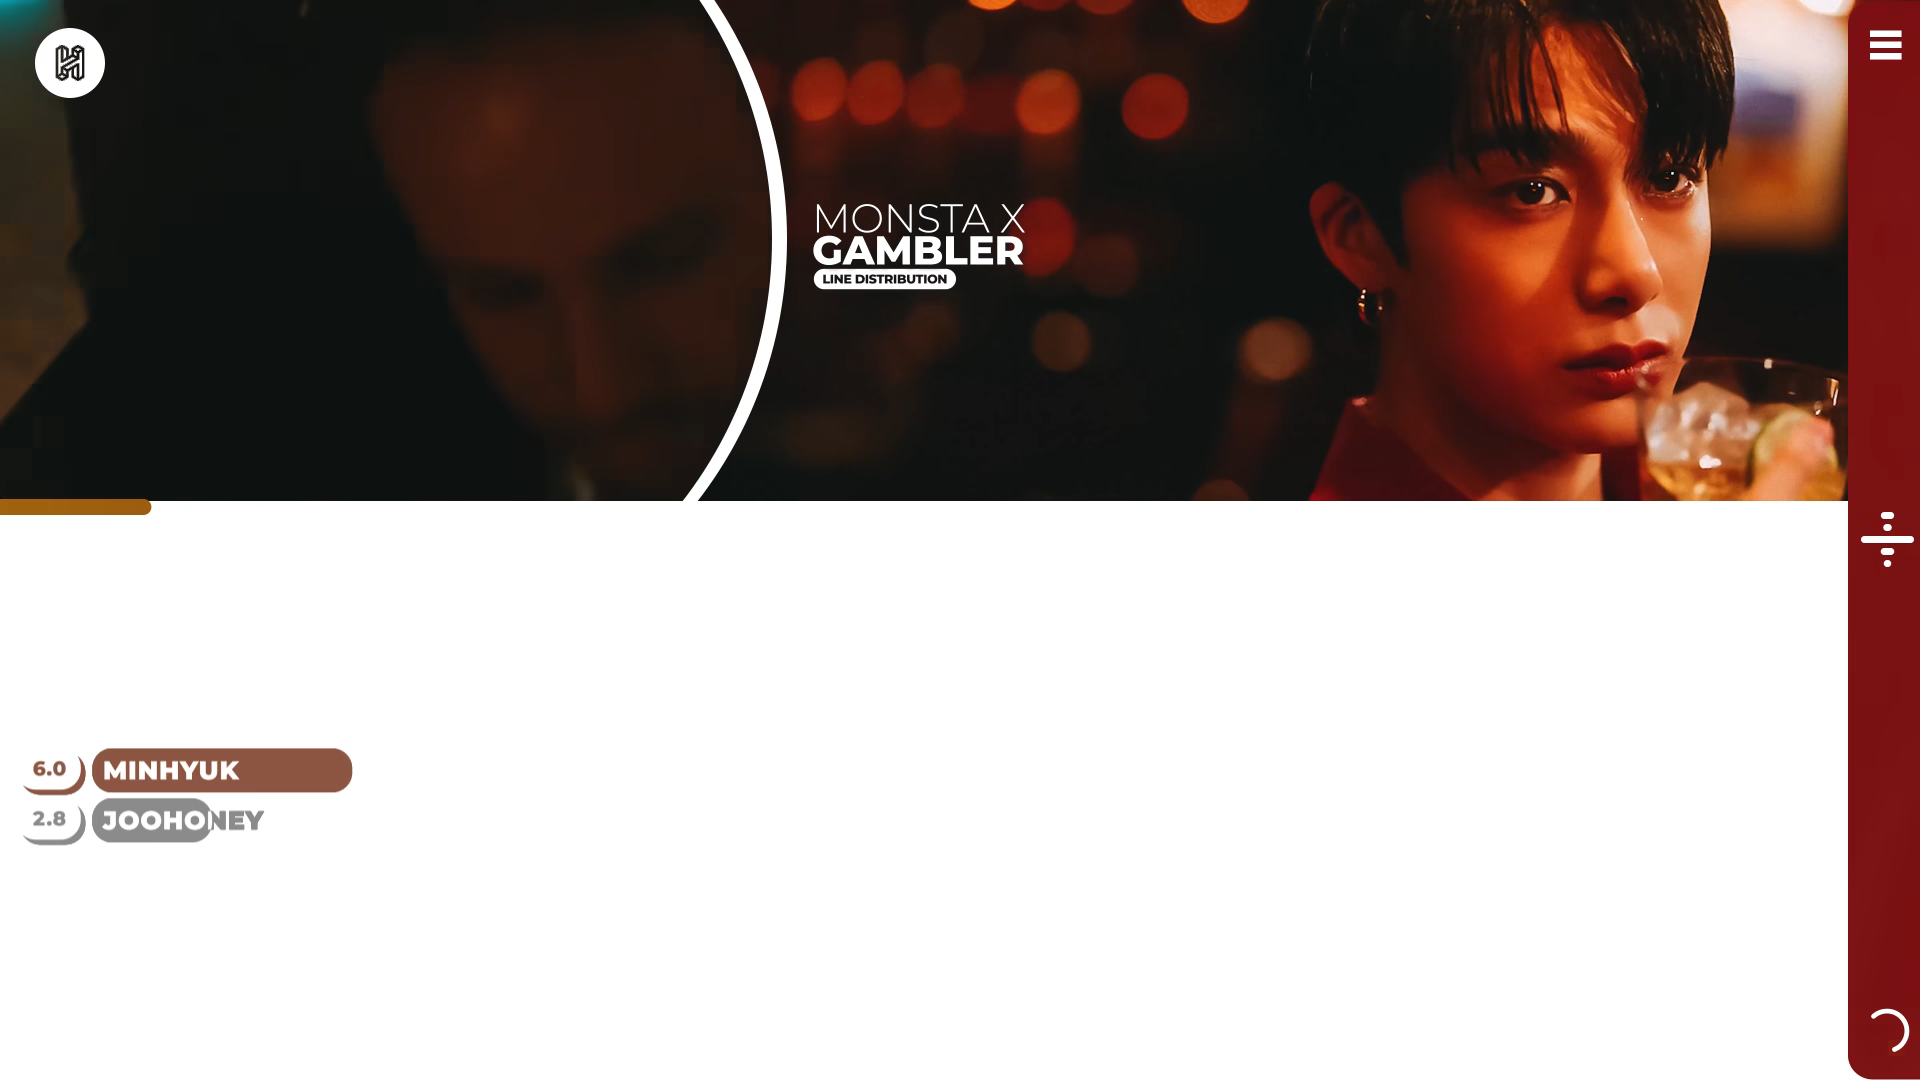 MONSTA X
GAMBLER
LINE DISTRIBUTION
6.0 MINHYUK
2.8 JOOHONEY